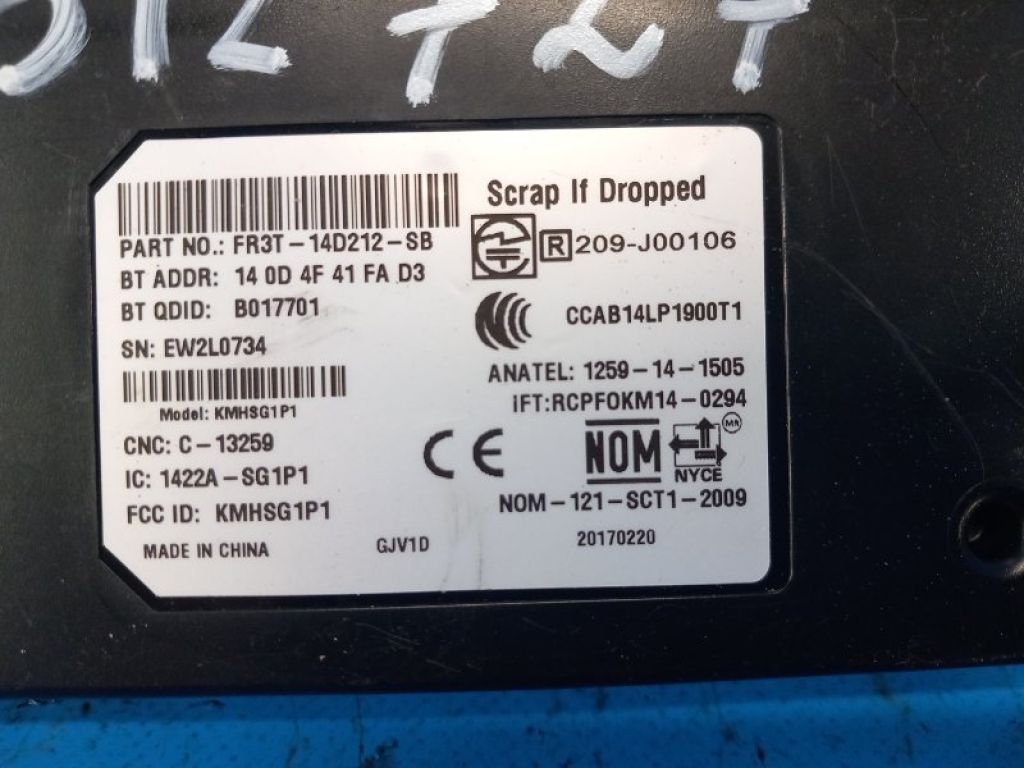 PART NO.: FR3T-14D212-SB
BT ADDR: 14 0D 4F 41 FA D3
BT QDID: B017701
SN: EW2L0734
Model: KMHSG1P1
CNC: C-13259
IC: 1422A-SG1P1
FCC ID: KMHSG1P1
MADE IN CHINA
GJV1D
Scrap If Dropped
R 209-J00106
CCAB14LP1900T1
ANATEL: 1259-14-1505
IFT:RCPFOKM14-0294
CE
NOM
MR
NYCE
NOM-121-SCT1-2009
20170220